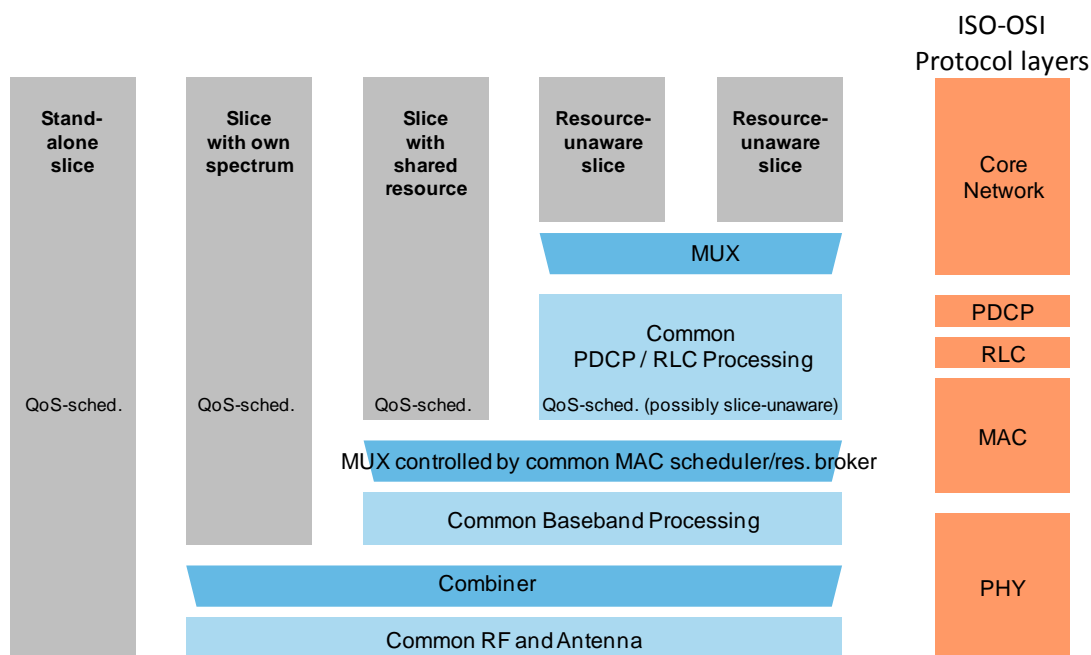 ISO-OSI
Protocol layers
Stand-
alone
slice
Slice
with own
spectrum
Slice
with
shared
resource
Resource-
unaware
slice
Resource-
unaware
slice
Core
Network
MUX
PDCP
Common
PDCP / RLC Processing
RLC
QoS-sched.
QoS-sched.
QoS-sched.
QoS-sched. (possibly slice-unaware)
MAC
MUX controlled by common MAC scheduler/res. broker
Common Baseband Processing
Combiner
PHY
Common RF and Antenna